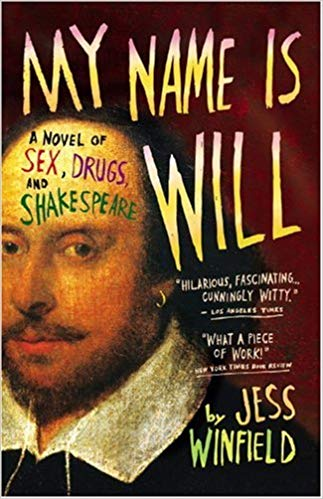 MY NAME IS
WILL
A NOVEL OF
SEX, DRUGS,
AND
SHAKESPEARE
"HILARIOUS, FASCINATING...
CUNNINGLY WITTY."
— LOS ANGELES TIMES
"WHAT A PIECE
OF WORK!"
NEW YORK TIMES BOOK REVIEW
by JESS
WINFIELD